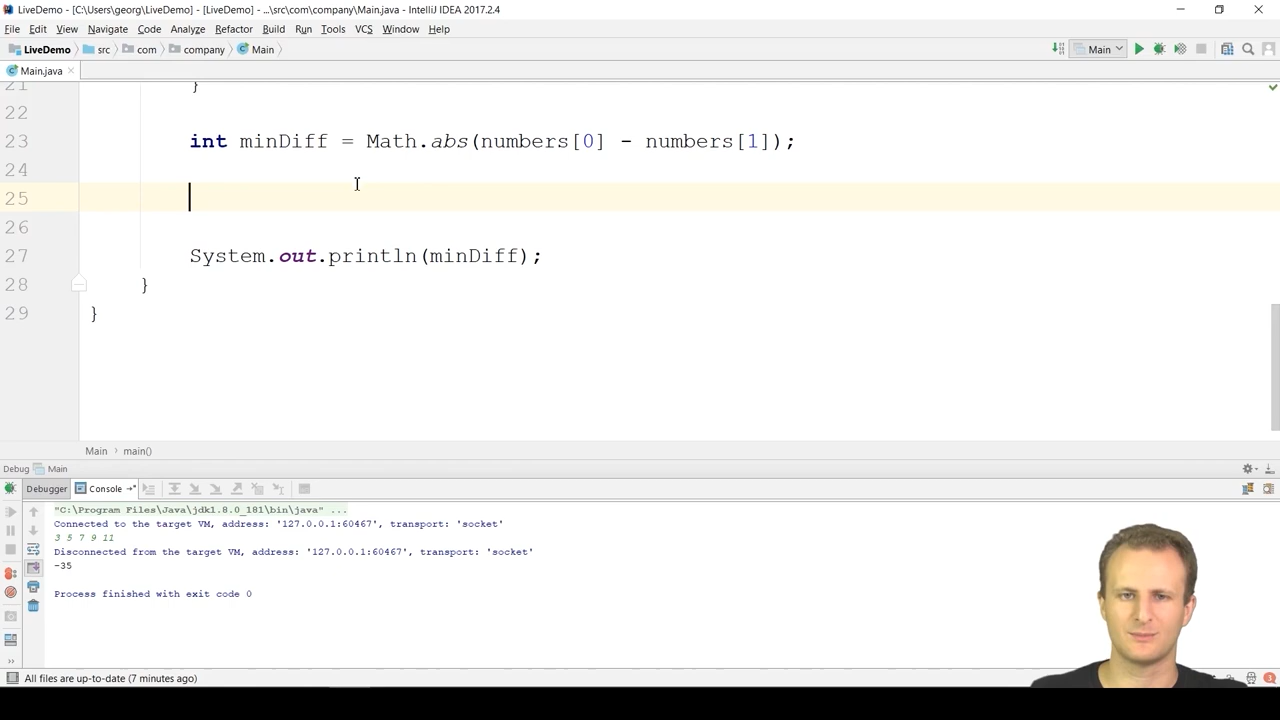 LiveDemo - [C:\Users\georg\LiveDemo] - [LiveDemo] - ...\src\com\company\Main.java - IntelliJ IDEA 2017.2.4
File Edit View Navigate Code Analyze Refactor Build Run Tools VCS Window Help
LiveDemo src com company Main Main
Main.java
21 }
22
23 int minDiff = Math.abs(numbers[0] - numbers[1]);
24
25
26
27 System.out.println(minDiff);
28 }
29 }
Main main()
Debug Main
Debugger Console
"C:\Program Files\Java\jdk1.8.0_181\bin\java" ...
Connected to the target VM, address: '127.0.0.1:60467', transport: 'socket'
3 5 7 9 11
Disconnected from the target VM, address: '127.0.0.1:60467', transport: 'socket'
-35
Process finished with exit code 0
All files are up-to-date (7 minutes ago)
3